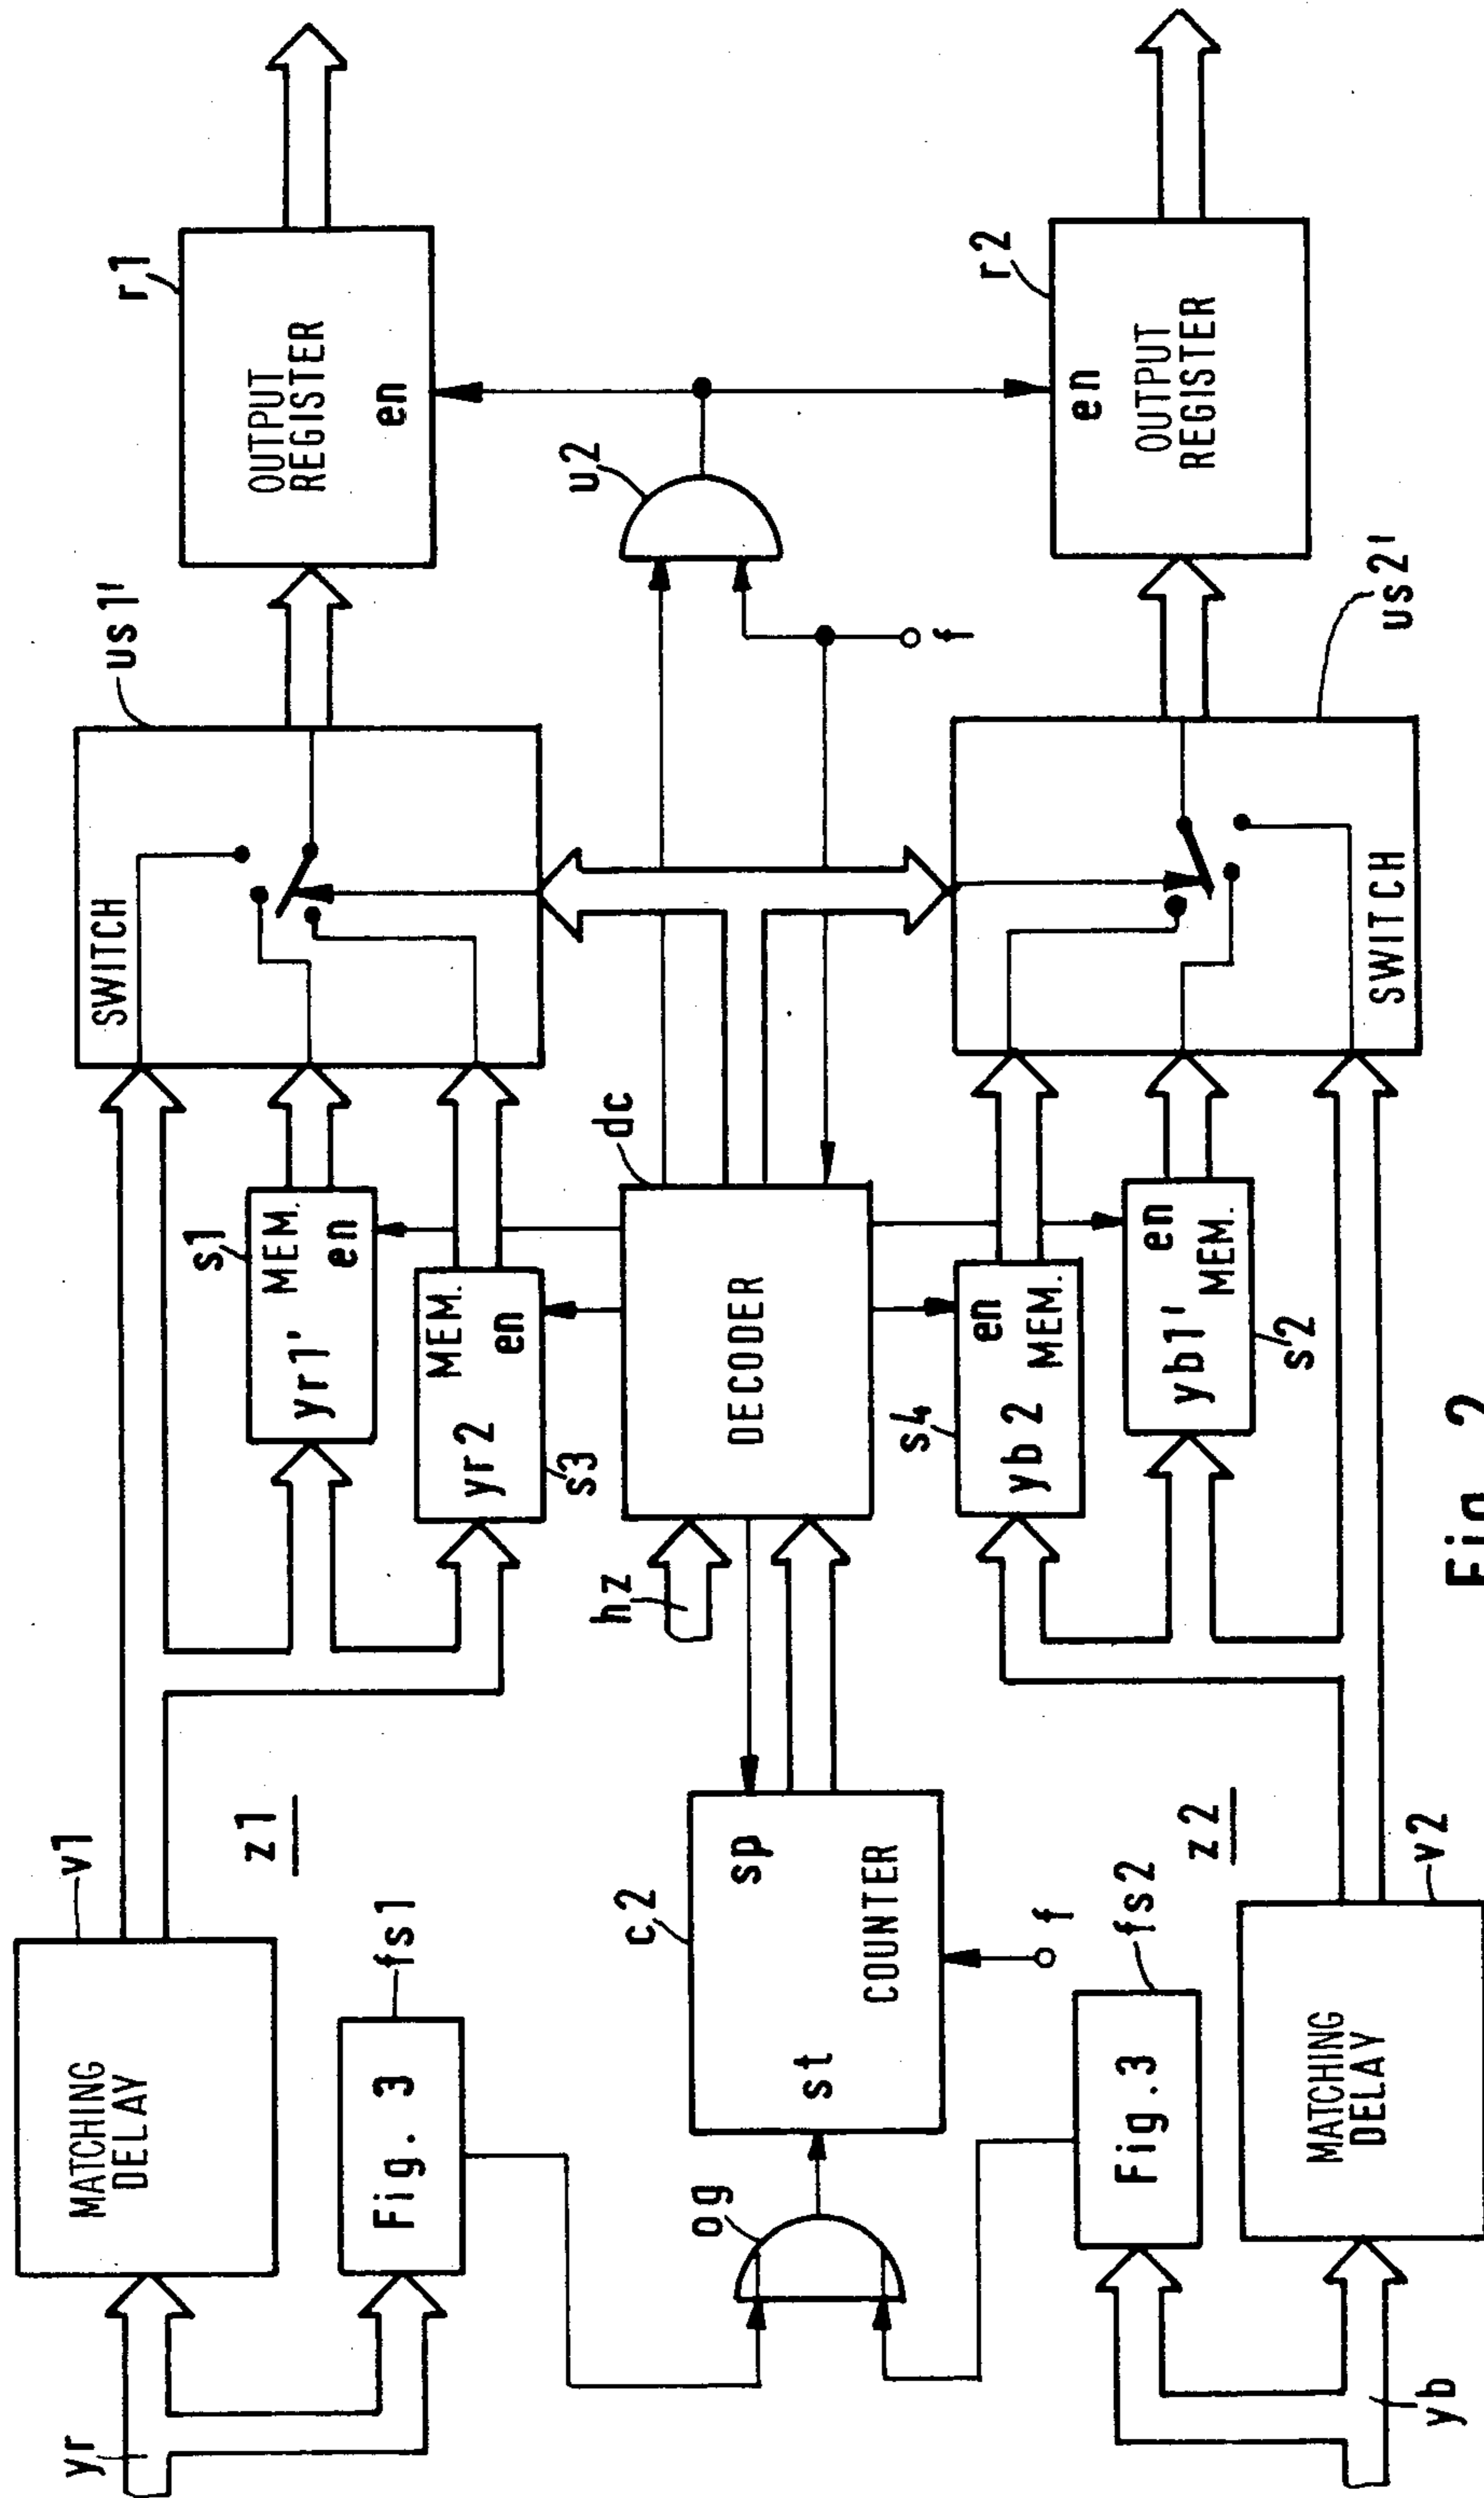 yr
MATCHING
DELAY
v1
Fig. 3
fs1
z1
s1
MEM.
yr1'
en
MEM.
yr2
en
s3
SWITCH
us1'
OUTPUT
REGISTER
en
r1
og
st
sp
COUNTER
c2
f
hz
DECODER
dc
u2
f
yb
MATCHING
DELAY
v2
Fig.3
fs2
z2
s4
en
yb2
MEM.
en
yb1'
MEM.
s2
SWITCH
us2'
en
OUTPUT
REGISTER
r2
Fig. 2